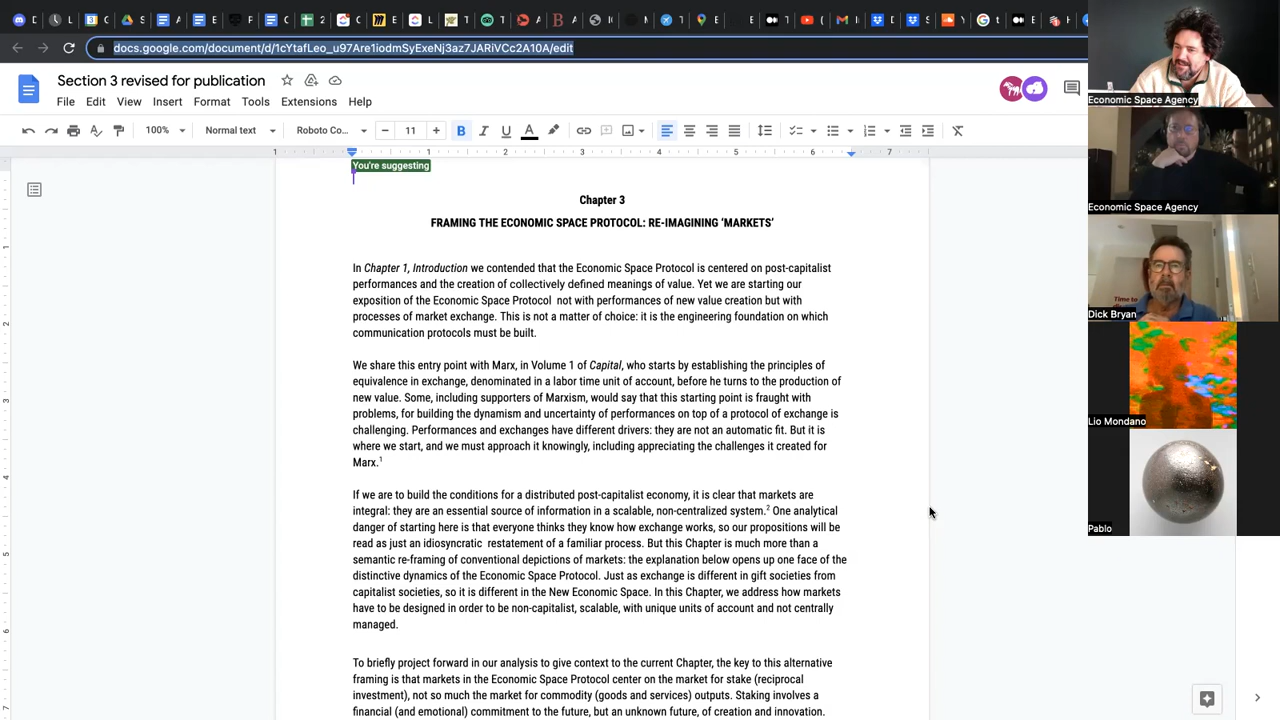 docs.google.com/document/d/1cYtafLeo_u97Are1iodmSyExeNj3az7JARiVCc2A10A/edit
Section 3 revised for publication
File Edit View Insert Format Tools Extensions Help
100% Normal text Roboto Co... 11
You're suggesting
Chapter 3
FRAMING THE ECONOMIC SPACE PROTOCOL: RE-IMAGINING ‘MARKETS’
In Chapter 1, Introduction we contended that the Economic Space Protocol is centered on post-capitalist
performances and the creation of collectively defined meanings of value. Yet we are starting our
exposition of the Economic Space Protocol not with performances of new value creation but with
processes of market exchange. This is not a matter of choice: it is the engineering foundation on which
communication protocols must be built.
We share this entry point with Marx, in Volume 1 of Capital, who starts by establishing the principles of
equivalence in exchange, denominated in a labor time unit of account, before he turns to the production of
new value. Some, including supporters of Marxism, would say that this starting point is fraught with
problems, for building the dynamism and uncertainty of performances on top of a protocol of exchange is
challenging. Performances and exchanges have different drivers: they are not an automatic fit. But it is
where we start, and we must approach it knowingly, including appreciating the challenges it created for
Marx.1
If we are to build the conditions for a distributed post-capitalist economy, it is clear that markets are
integral: they are an essential source of information in a scalable, non-centralized system.2 One analytical
danger of starting here is that everyone thinks they know how exchange works, so our propositions will be
read as just an idiosyncratic restatement of a familiar process. But this Chapter is much more than a
semantic re-framing of conventional depictions of markets: the explanation below opens up one face of the
distinctive dynamics of the Economic Space Protocol. Just as exchange is different in gift societies from
capitalist societies, so it is different in the New Economic Space. In this Chapter, we address how markets
have to be designed in order to be non-capitalist, scalable, with unique units of account and not centrally
managed.
To briefly project forward in our analysis to give context to the current Chapter, the key to this alternative
framing is that markets in the Economic Space Protocol center on the market for stake (reciprocal
investment), not so much the market for commodity (goods and services) outputs. Staking involves a
financial (and emotional) commitment to the future, but an unknown future, of creation and innovation.
Economic Space Agency
Economic Space Agency
Dick Bryan
Lio Mondano
Pablo